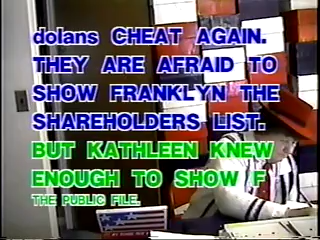 dolans CHEAT AGAIN.
THEY ARE AFRAID TO
SHOW FRANKLYN THE
SHAREHOLDERS LIST.
BUT KATHLEEN KNEW
ENOUGH TO SHOW F
THE PUBLIC FILE.